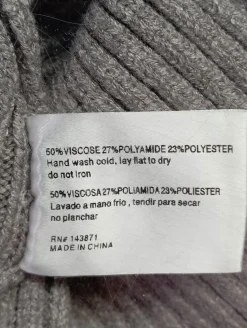 50%VISCOSE 27%POLYAMIDE 23%POLYESTER
Hand wash cold, lay flat to dry
do not iron
50%VISCOSA 27%POLIAMIDA 23%POLIESTER
Lavado a mano frio , tendir para secar
no planchar
RN# 143871
MADE IN CHINA